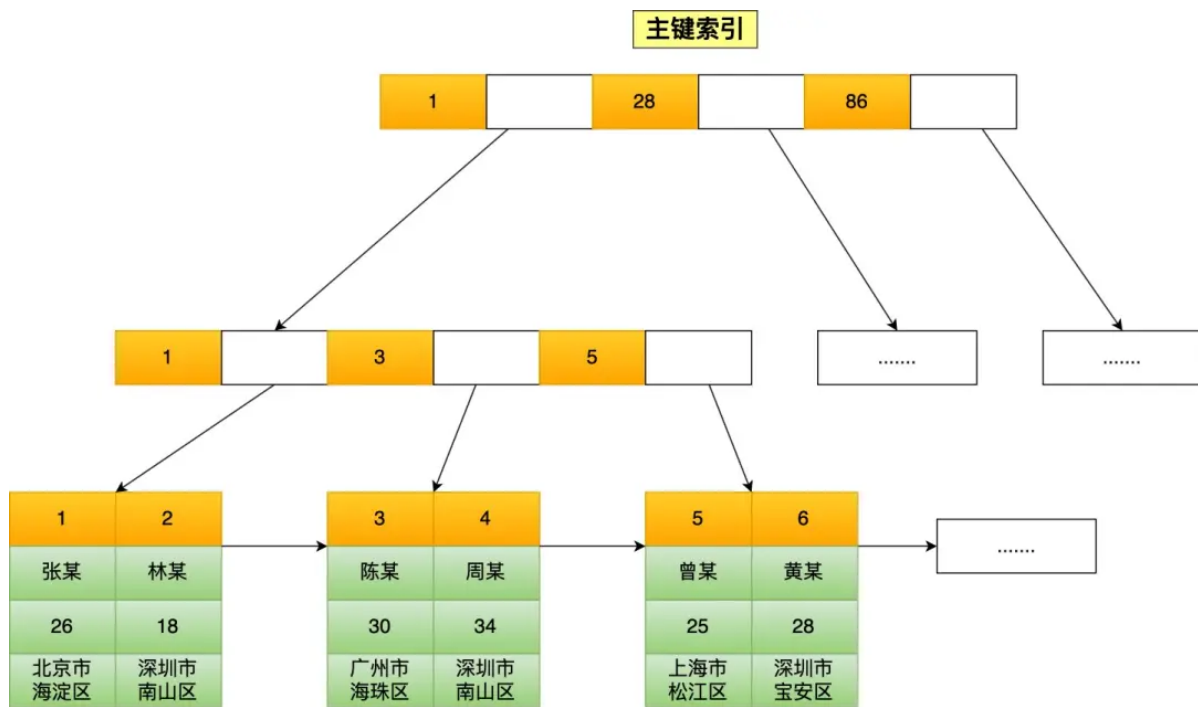 主键索引
1 28 86
1 3 5 ....... .......
1 2 3 4 5 6
.......
张某 林某 陈某 周某 曾某 黄某
26 18 30 34 25 28
北京市 深圳市 广州市 深圳市 上海市 深圳市
海淀区 南山区 海珠区 南山区 松江区 宝安区